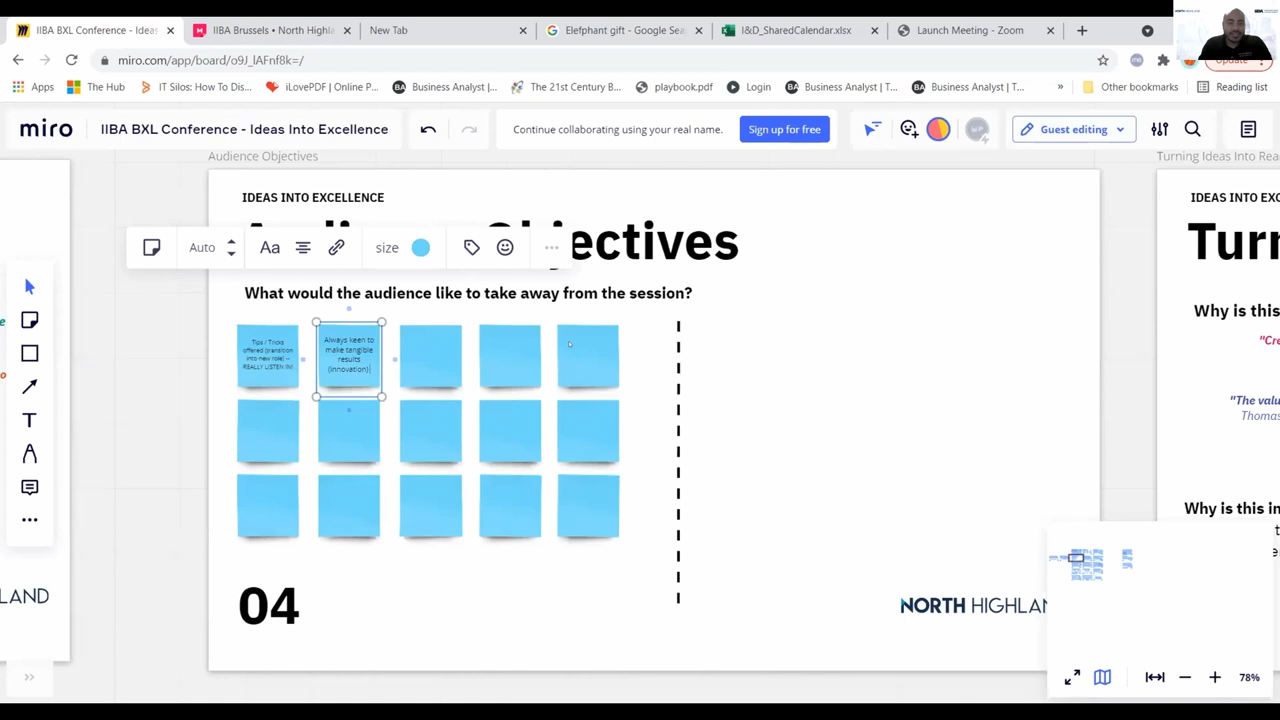 IIBA BXL Conference - Ideas
IIBA Brussels • North Highland
New Tab
Elefphant gift - Google Sea
I&D_SharedCalendar.xlsx
Launch Meeting - Zoom
miro.com/app/board/o9J_lAFnf8k=/
Update
Apps
The Hub
IT Silos: How To Dis...
iLovePDF | Online P...
Business Analyst |...
The 21st Century B...
playbook.pdf
Login
Business Analyst | T...
Business Analyst | T...
»
Other bookmarks
Reading list
miro
IIBA BXL Conference - Ideas Into Excellence
Continue collaborating using your real name.
Sign up for free
Guest editing
Audience Objectives
Turning Ideas Into Rea
IDEAS INTO EXCELLENCE
IDEAS INTO EXC
jectives
Turn
Auto
Aa
size
What would the audience like to take away from the session?
Why is this
Tips / Tricks
offered (transition
into new role) --
REALLY LISTEN IN!
Always keen to
make tangible
results
(innovation)
"Cre
"The valu
Thomas
Why is this in
04
NORTH HIGHLAN
LAND
78%